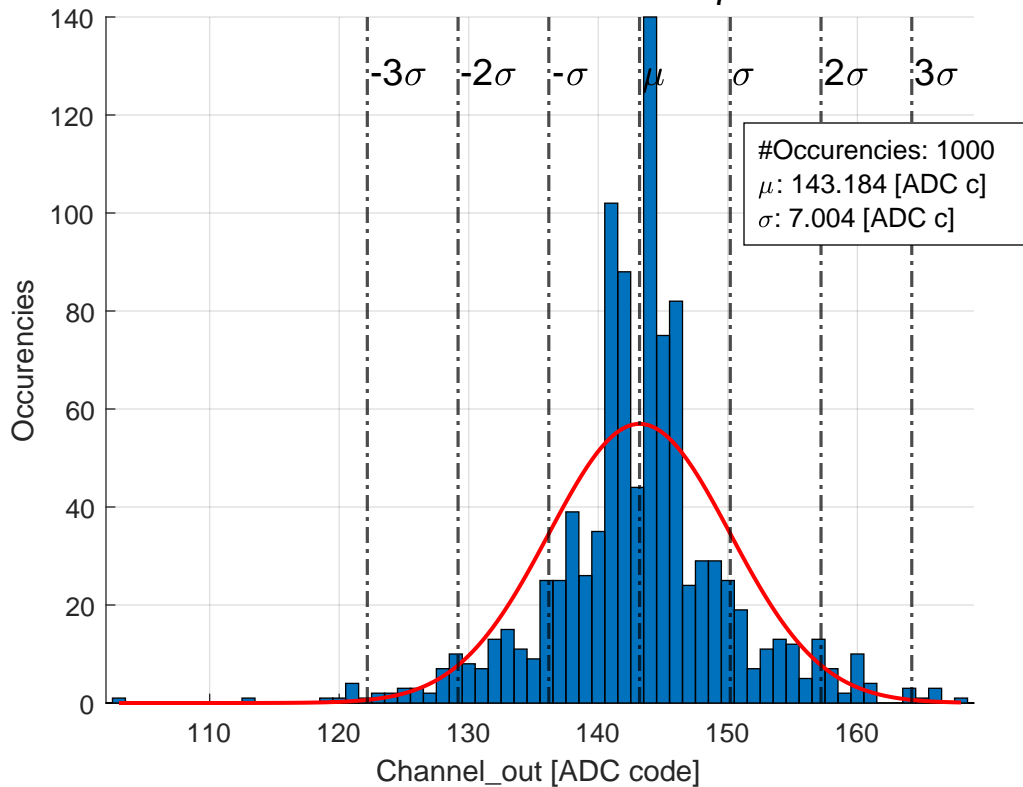 140
120
100
80
60
40
20
0
Occurencies
-3σ -2σ -σ μ σ 2σ 3σ
#Occurencies: 1000
μ: 143.184 [ADC c]
σ: 7.004 [ADC c]
110 120 130 140 150 160
Channel_out [ADC code]